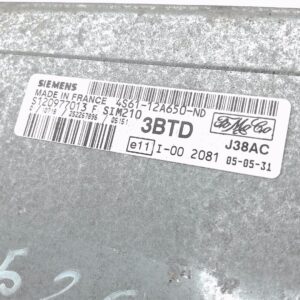 SIEMENS
MADE IN FRANCE 4S61-12A650-ND
S120977013 F SIM210
3BTD FoMoCo
J38AC
e11 I-00 2081 05-05-31